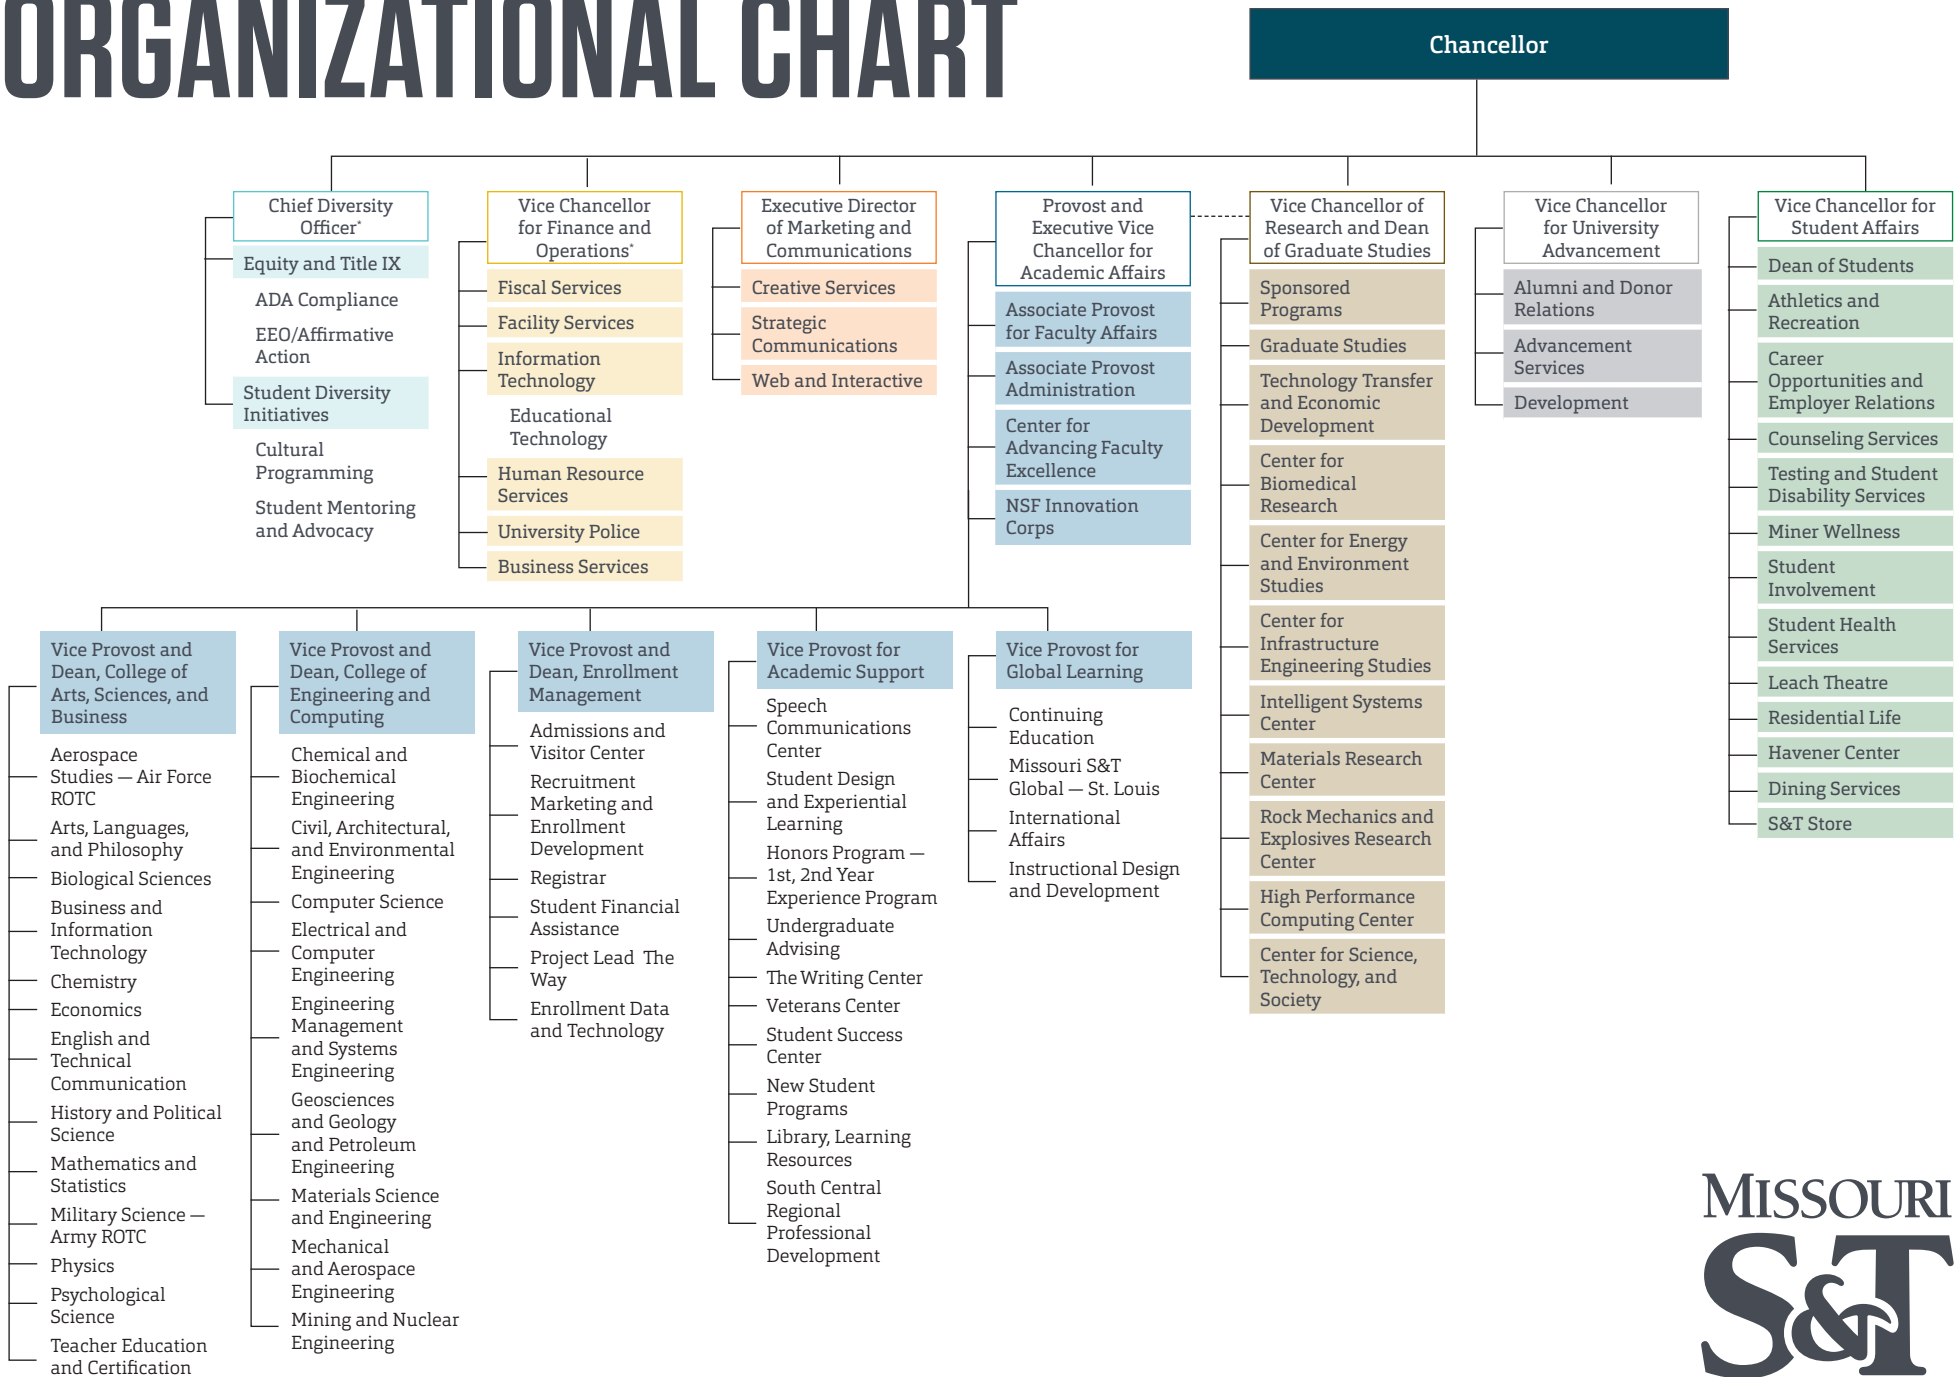 ORGANIZATIONAL CHART
Chancellor
Chief Diversity
Officer*
Equity and Title IX
ADA Compliance
EEO/Affirmative
Action
Student Diversity
Initiatives
Cultural
Programming
Student Mentoring
and Advocacy
Vice Chancellor
for Finance and
Operations*
Fiscal Services
Facility Services
Information
Technology
Educational
Technology
Human Resource
Services
University Police
Business Services
Executive Director
of Marketing and
Communications
Creative Services
Strategic
Communications
Web and Interactive
Provost and
Executive Vice
Chancellor for
Academic Affairs
Associate Provost
for Faculty Affairs
Associate Provost
Administration
Center for
Advancing Faculty
Excellence
NSF Innovation
Corps
Vice Chancellor of
Research and Dean
of Graduate Studies
Sponsored
Programs
Graduate Studies
Technology Transfer
and Economic
Development
Center for
Biomedical
Research
Center for Energy
and Environment
Studies
Center for
Infrastructure
Engineering Studies
Intelligent Systems
Center
Materials Research
Center
Rock Mechanics and
Explosives Research
Center
High Performance
Computing Center
Center for Science,
Technology, and
Society
Vice Chancellor
for University
Advancement
Alumni and Donor
Relations
Advancement
Services
Development
Vice Chancellor for
Student Affairs
Dean of Students
Athletics and
Recreation
Career
Opportunities and
Employer Relations
Counseling Services
Testing and Student
Disability Services
Miner Wellness
Student
Involvement
Student Health
Services
Leach Theatre
Residential Life
Havener Center
Dining Services
S&T Store
Vice Provost and
Dean, College of
Arts, Sciences, and
Business
Aerospace
Studies — Air Force
ROTC
Arts, Languages,
and Philosophy
Biological Sciences
Business and
Information
Technology
Chemistry
Economics
English and
Technical
Communication
History and Political
Science
Mathematics and
Statistics
Military Science —
Army ROTC
Physics
Psychological
Science
Teacher Education
and Certification
Vice Provost and
Dean, College of
Engineering and
Computing
Chemical and
Biochemical
Engineering
Civil, Architectural,
and Environmental
Engineering
Computer Science
Electrical and
Computer
Engineering
Engineering
Management
and Systems
Engineering
Geosciences
and Geology
and Petroleum
Engineering
Materials Science
and Engineering
Mechanical
and Aerospace
Engineering
Mining and Nuclear
Engineering
Vice Provost and
Dean, Enrollment
Management
Admissions and
Visitor Center
Recruitment
Marketing and
Enrollment
Development
Registrar
Student Financial
Assistance
Project Lead The
Way
Enrollment Data
and Technology
Vice Provost for
Academic Support
Speech
Communications
Center
Student Design
and Experiential
Learning
Honors Program —
1st, 2nd Year
Experience Program
Undergraduate
Advising
The Writing Center
Veterans Center
Student Success
Center
New Student
Programs
Library, Learning
Resources
South Central
Regional
Professional
Development
Vice Provost for
Global Learning
Continuing
Education
Missouri S&T
Global — St. Louis
International
Affairs
Instructional Design
and Development
MISSOURI
S&T